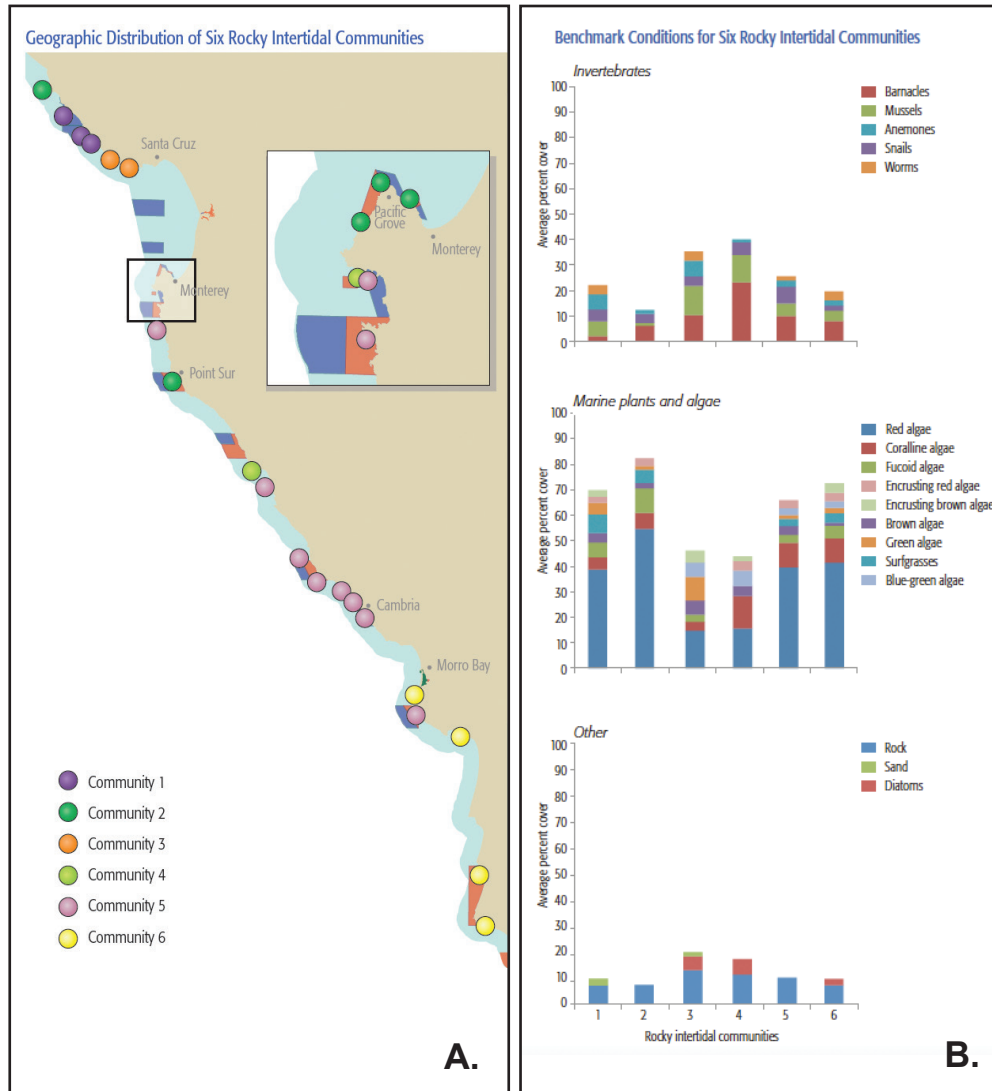 Geographic Distribution of Six Rocky Intertidal Communities
Santa Cruz
Pacific
Grove
Monterey
Monterey
Point Sur
Cambria
Morro Bay
Community 1
Community 2
Community 3
Community 4
Community 5
Community 6
A.
Benchmark Conditions for Six Rocky Intertidal Communities
Invertebrates
Average percent cover
100
90
80
70
60
50
40
30
20
10
0
Barnacles
Mussels
Anemones
Snails
Worms
Marine plants and algae
Average percent cover
100
90
80
70
60
50
40
30
20
10
0
Red algae
Coralline algae
Fucoid algae
Encrusting red algae
Encrusting brown algae
Brown algae
Green algae
Surfgrasses
Blue-green algae
Other
Average percent cover
100
90
80
70
60
50
40
30
20
10
0
Rock
Sand
Diatoms
1 2 3 4 5 6
Rocky intertidal communities
B.